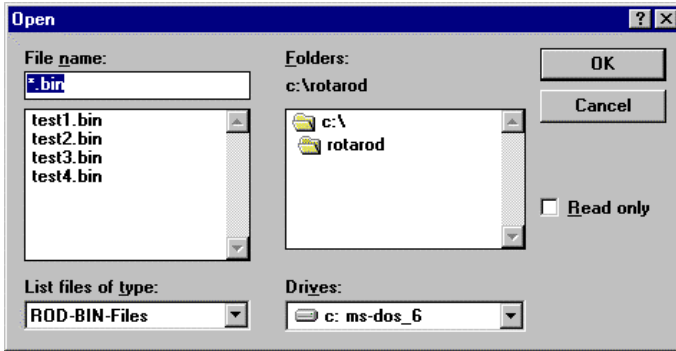 Open
File name:
*.bin
test1.bin
test2.bin
test3.bin
test4.bin
List files of type:
ROD-BIN-Files
Folders:
c:\rotarod
c:\
rotarod
Drives:
c: ms-dos_6
OK
Cancel
Read only